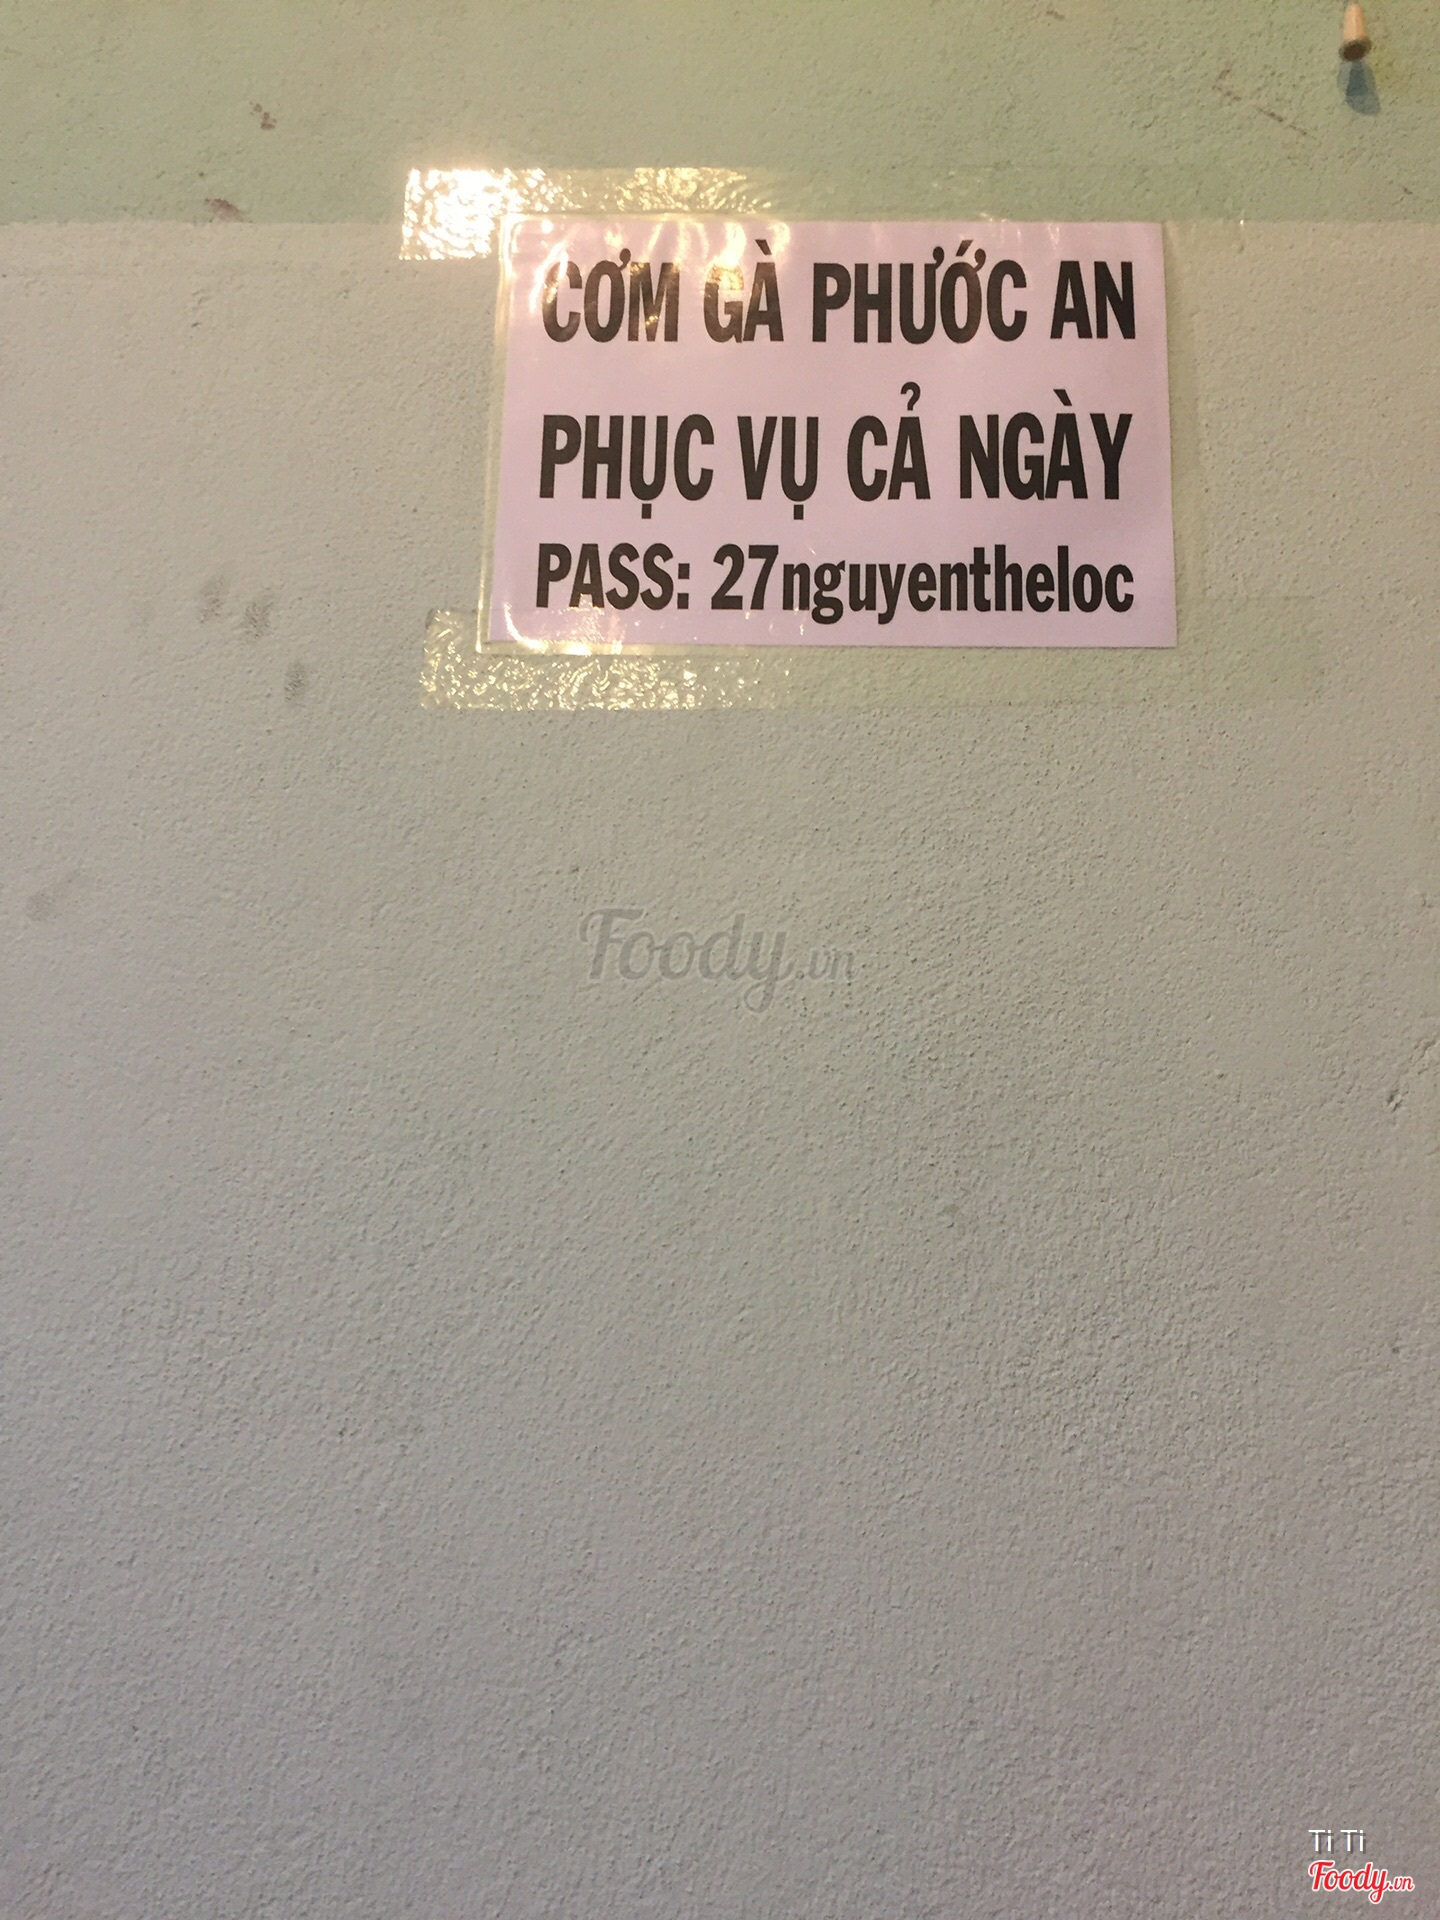 CƠM GÀ PHƯỚC AN
PHỤC VỤ CẢ NGÀY
PASS: 27nguyentheloc
Foody.vn
Ti Ti
Foody.vn